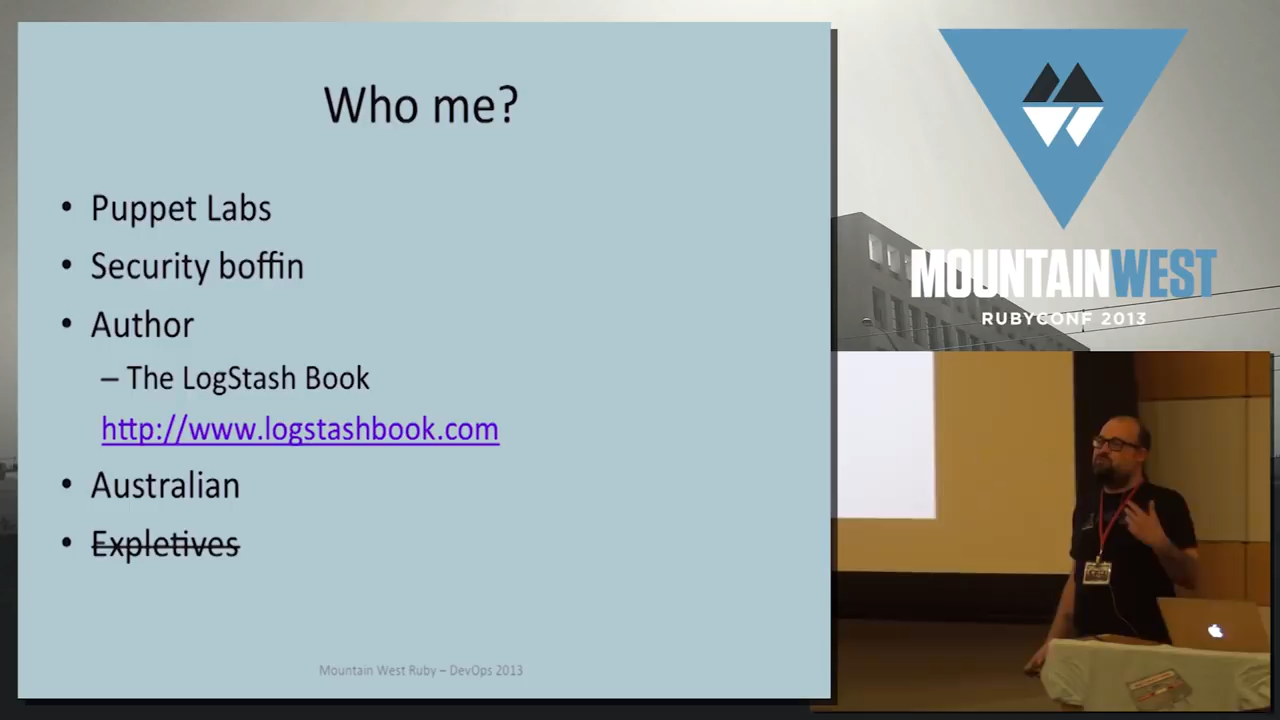 Who me?
• Puppet Labs
• Security boffin
• Author
– The LogStash Book
http://www.logstashbook.com
• Australian
• Expletives
Mountain West Ruby – DevOps 2013
MOUNTAINWEST
RUBYCONF 2013